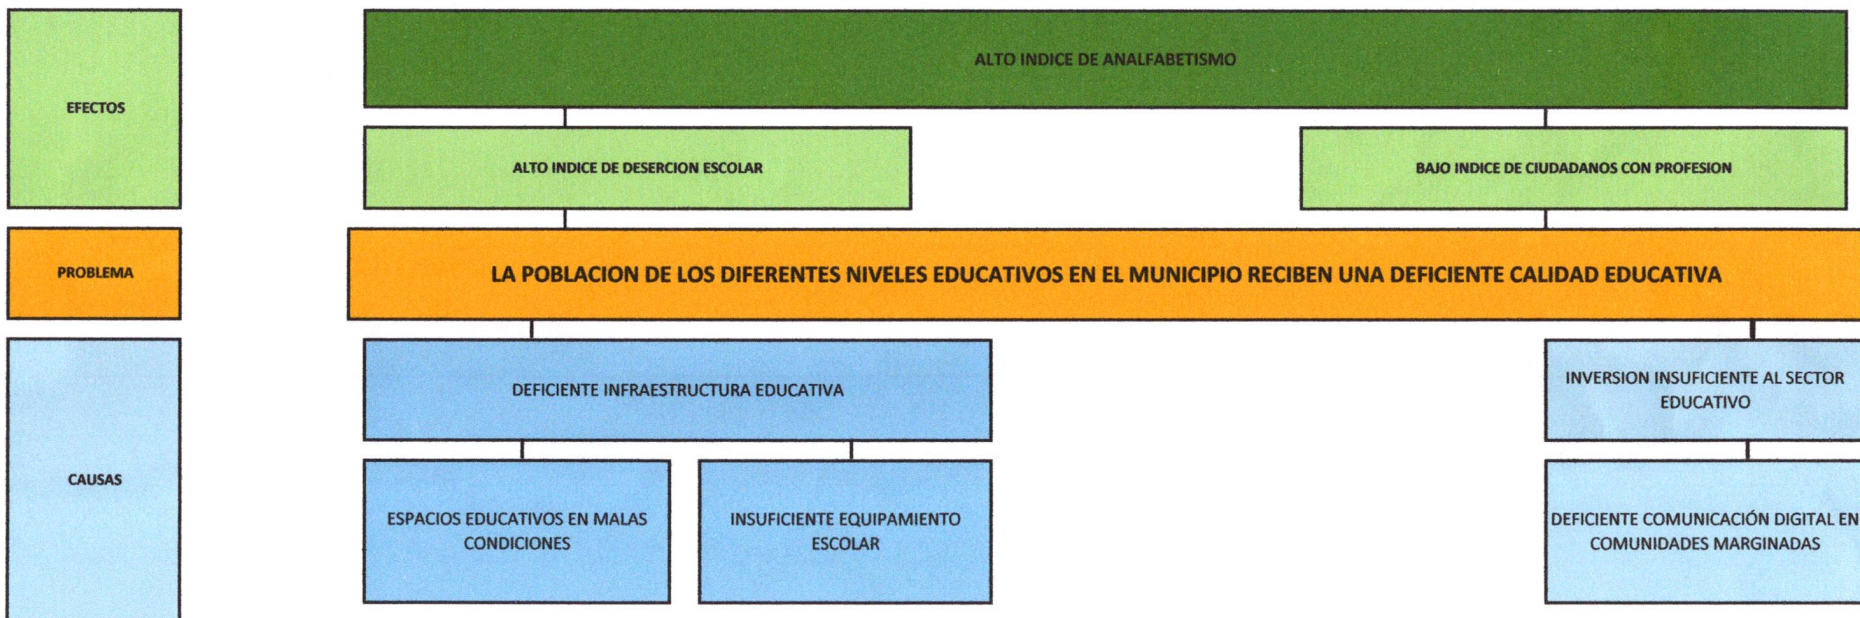 EFECTOS
ALTO INDICE DE ANALFABETISMO
ALTO INDICE DE DESERCION ESCOLAR
BAJO INDICE DE CIUDADANOS CON PROFESION
PROBLEMA
LA POBLACION DE LOS DIFERENTES NIVELES EDUCATIVOS EN EL MUNICIPIO RECIBEN UNA DEFICIENTE CALIDAD EDUCATIVA
CAUSAS
DEFICIENTE INFRAESTRUCTURA EDUCATIVA
INVERSION INSUFICIENTE AL SECTOR
EDUCATIVO
ESPACIOS EDUCATIVOS EN MALAS
CONDICIONES
INSUFICIENTE EQUIPAMIENTO
ESCOLAR
DEFICIENTE COMUNICACIÓN DIGITAL EN
COMUNIDADES MARGINADAS